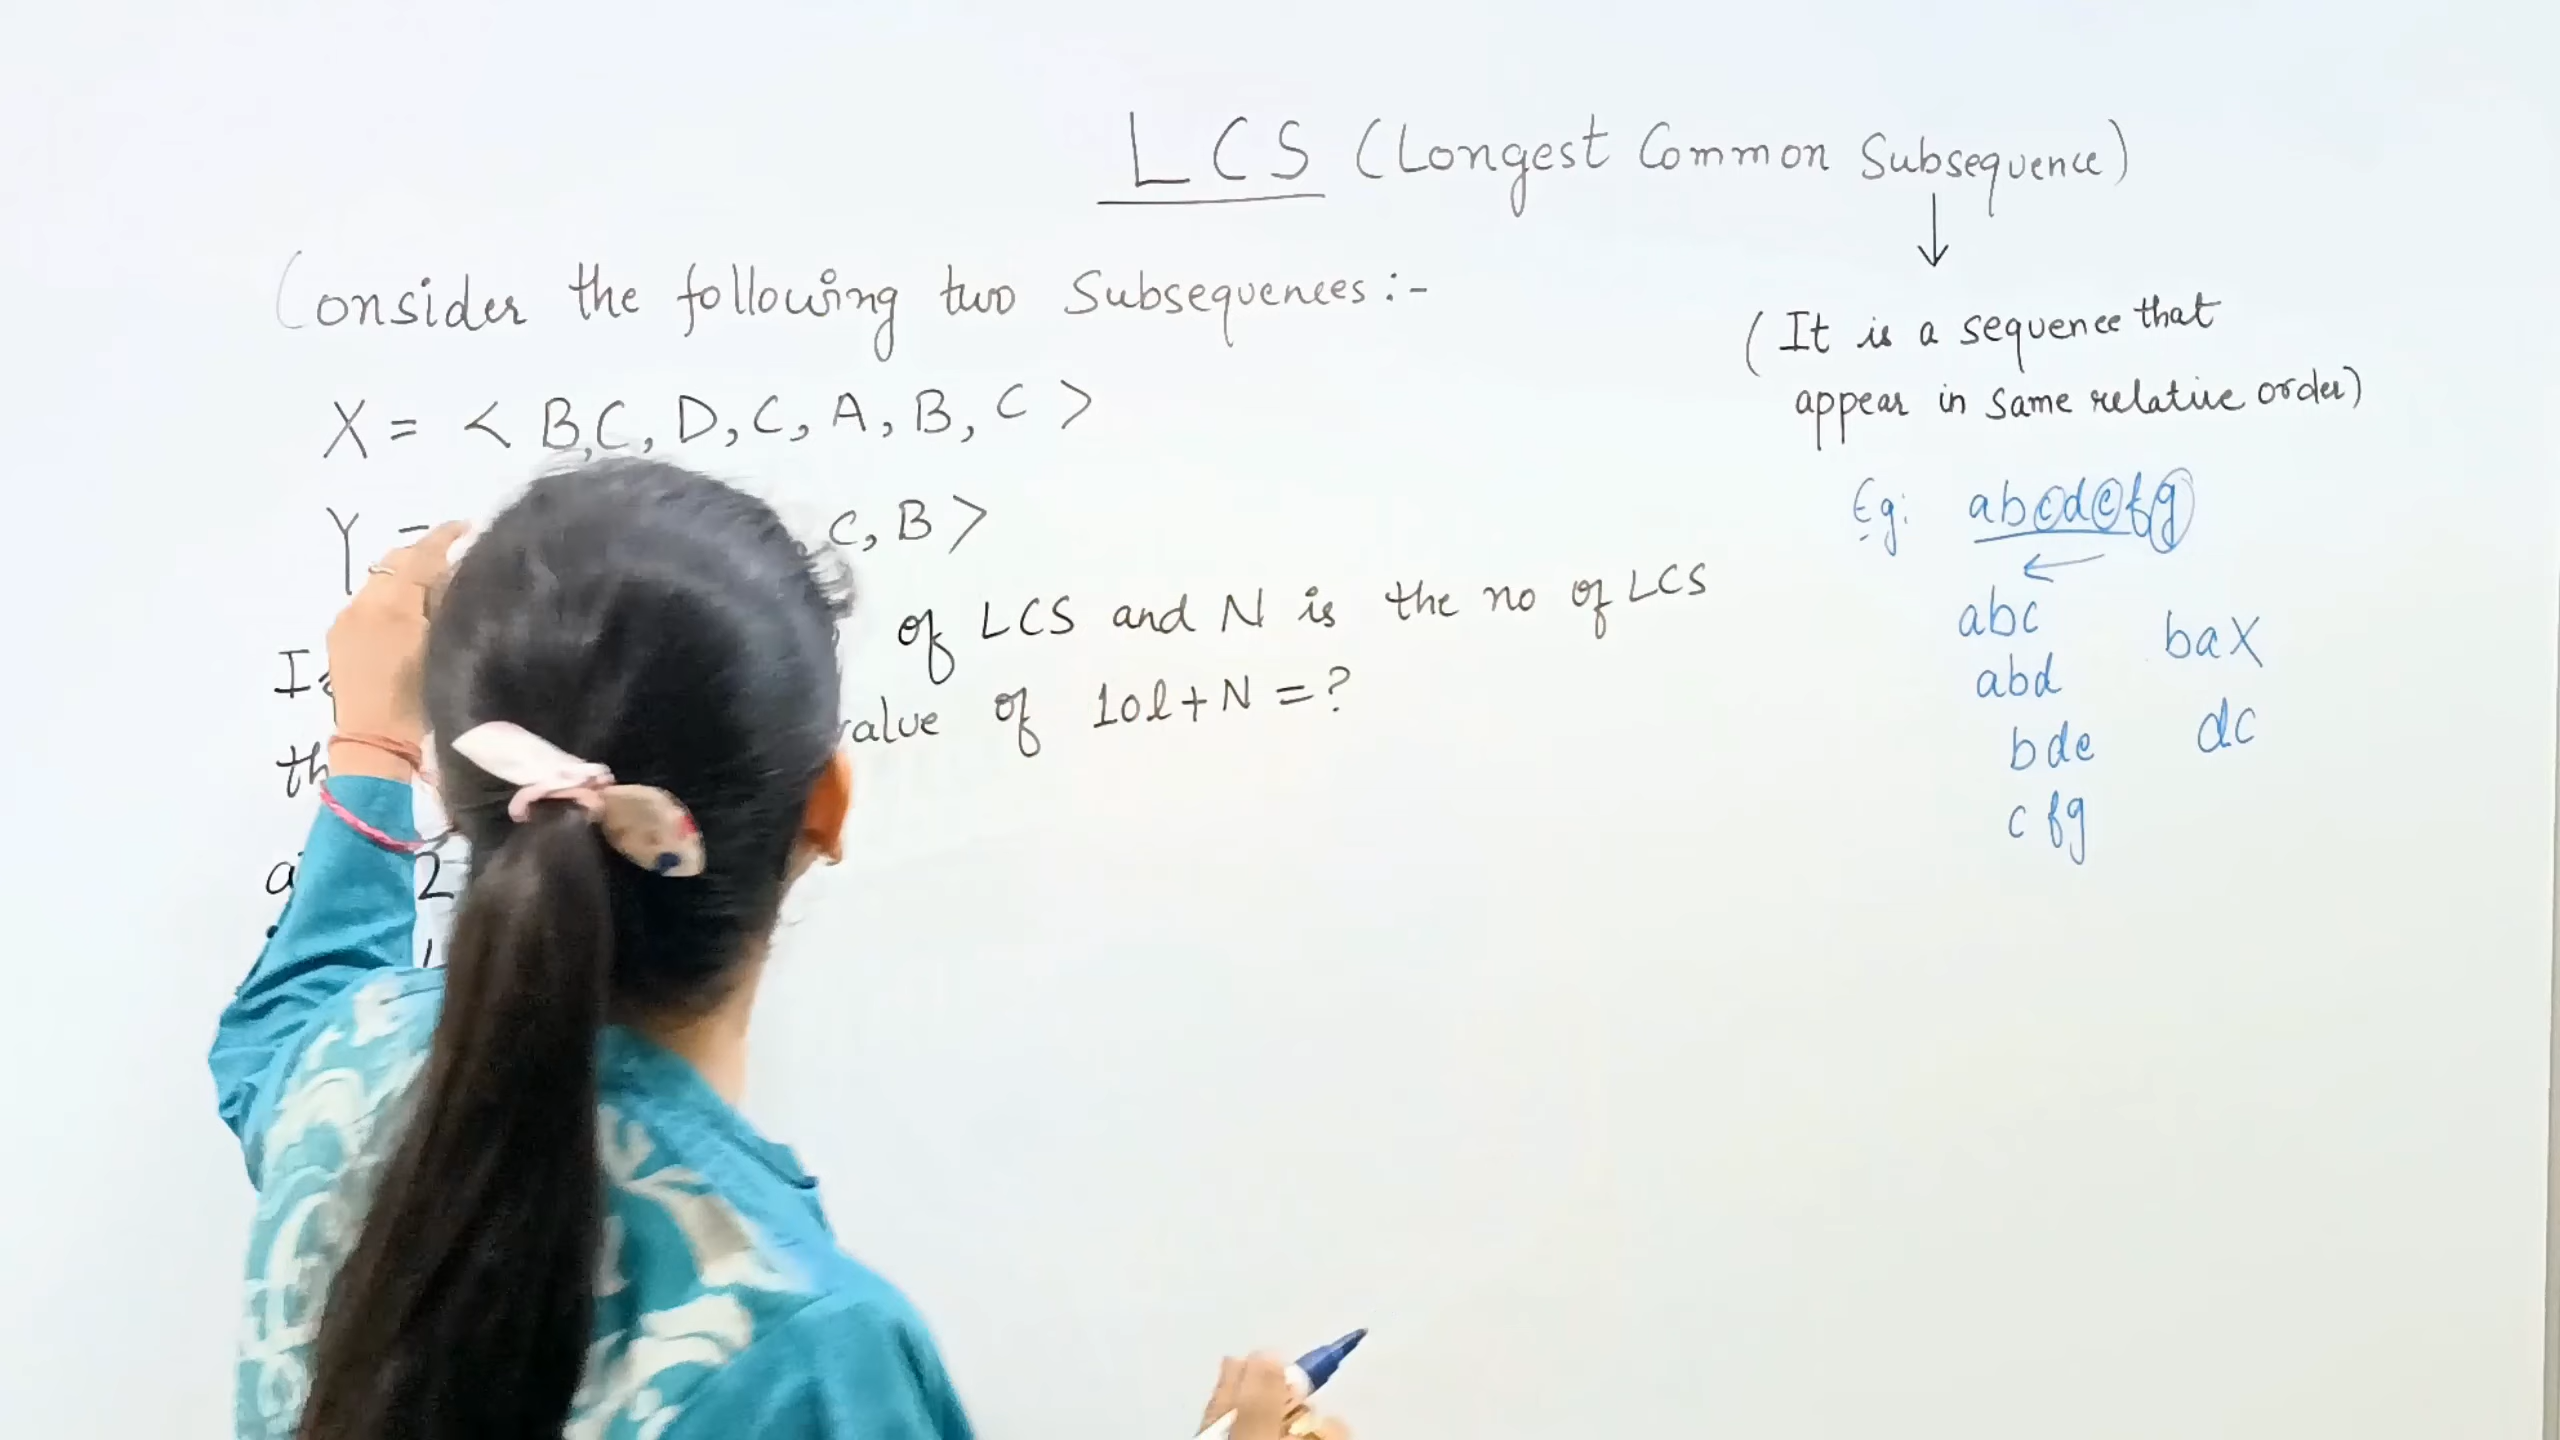 LCS (Longest Common Subsequence)
↓
Consider the following two Subsequences :-
(It is a sequence that
appear in same relative order)
X = < B,C, D, C, A, B, C >
Y = C, B >
of LCS and N is the no of LCS
value of 10l + N = ?
2
Eg: abcdefg
←
abc
abd
bde
cfg
baX
dc